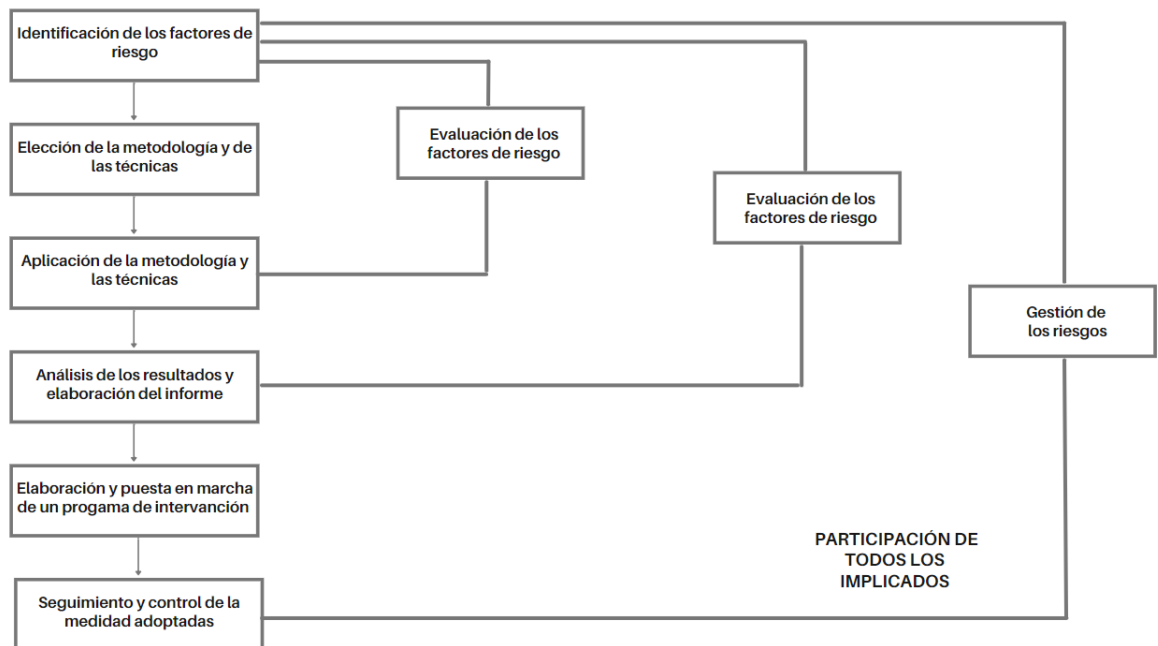 Identificación de los factores de
riesgo
Elección de la metodología y de
las técnicas
Aplicación de la metodología y
las técnicas
Análisis de los resultados y
elaboración del informe
Elaboración y puesta en marcha
de un progama de intervanción
Seguimiento y control de la
medidad adoptadas
Evaluación de los
factores de riesgo
Evaluación de los
factores de riesgo
Gestión de
los riesgos
PARTICIPACIÓN DE
TODOS LOS
IMPLICADOS